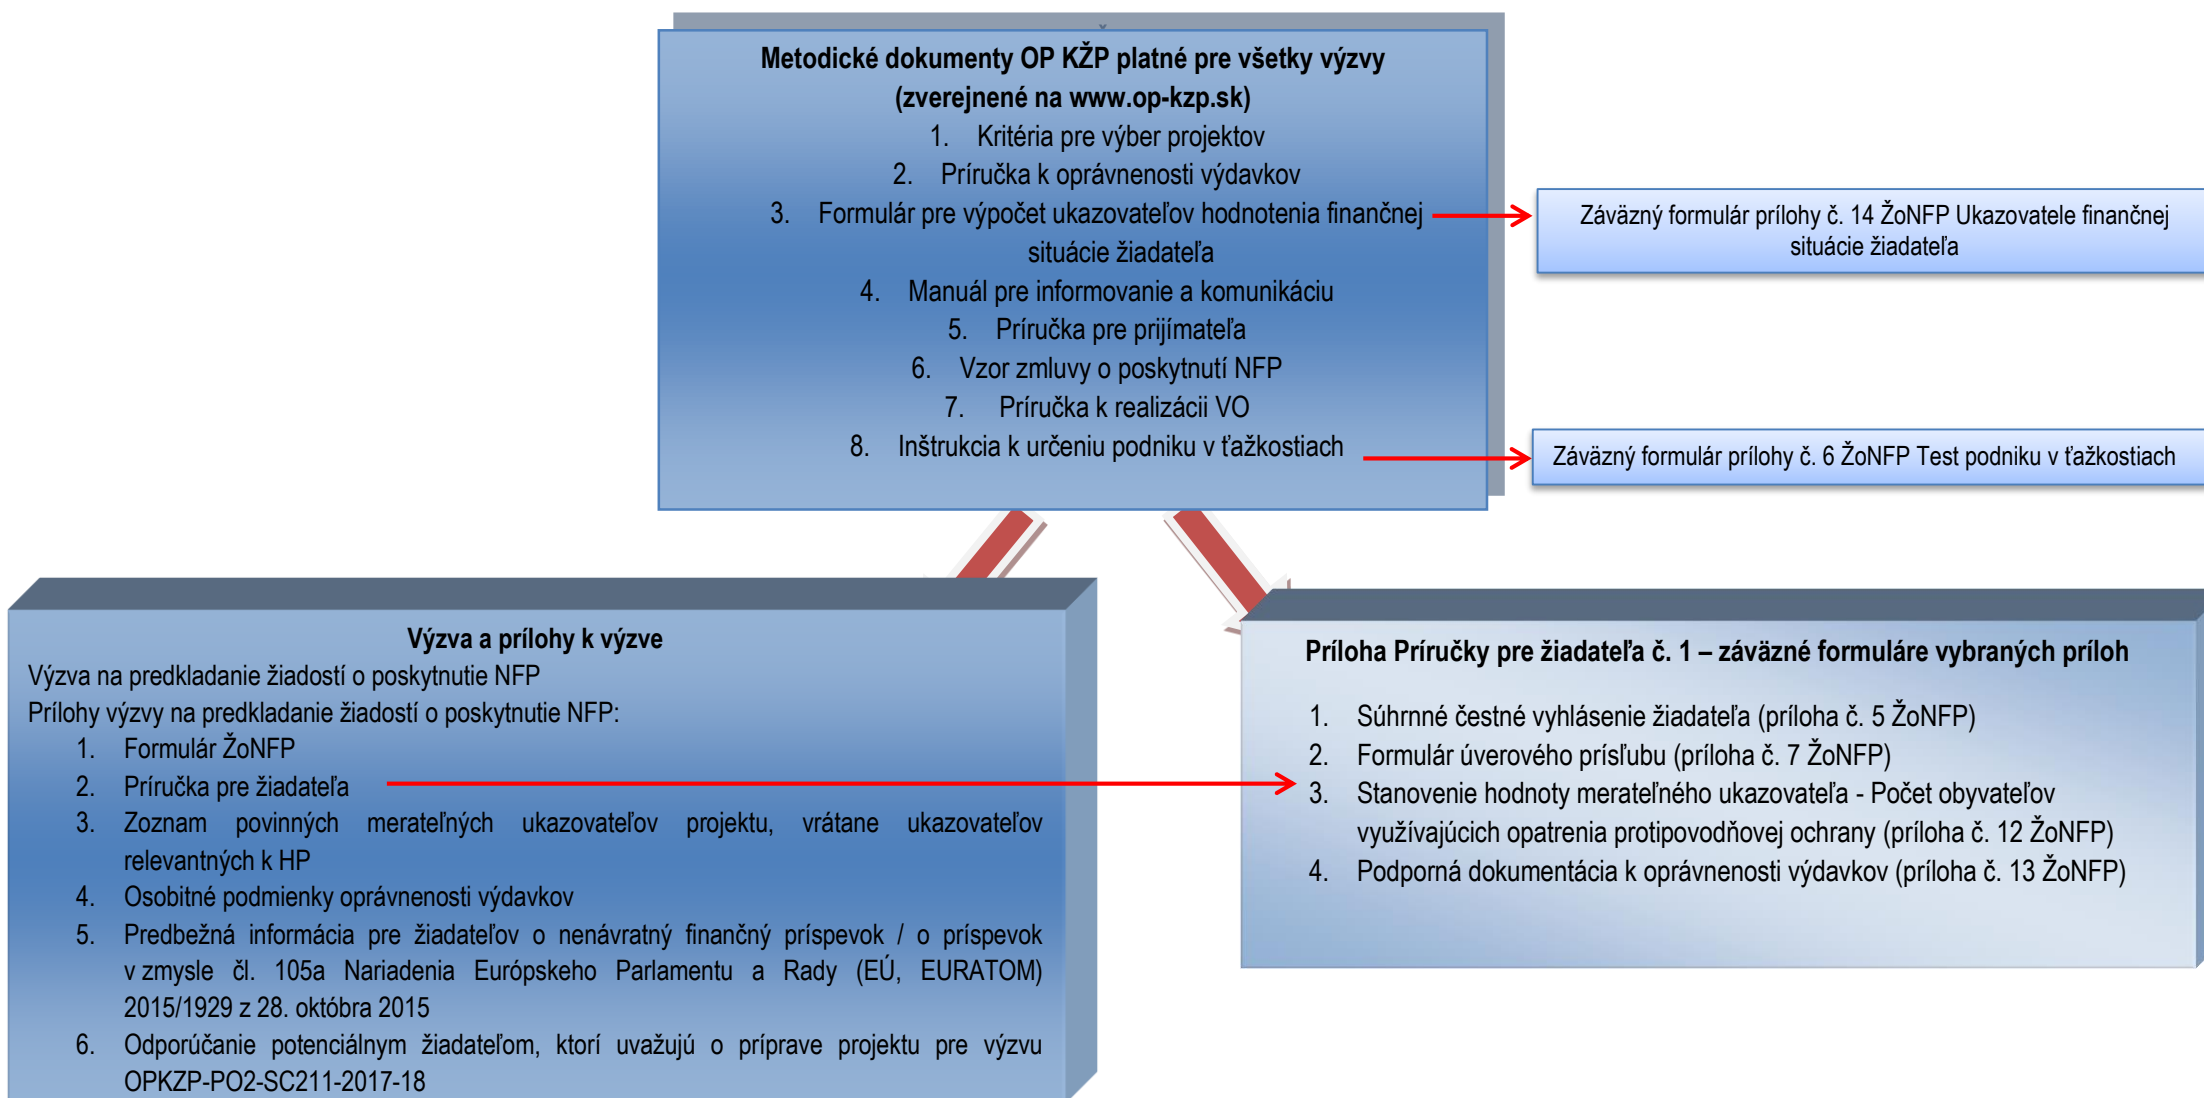 Metodické dokumenty OP KŽP platné pre všetky výzvy
(zverejnené na www.op-kzp.sk)
1. Kritéria pre výber projektov
2. Príručka k oprávnenosti výdavkov
3. Formulár pre výpočet ukazovateľov hodnotenia finančnej
situácie žiadateľa
4. Manuál pre informovanie a komunikáciu
5. Príručka pre prijímateľa
6. Vzor zmluvy o poskytnutí NFP
7. Príručka k realizácii VO
8. Inštrukcia k určeniu podniku v ťažkostiach
Záväzný formulár prílohy č. 14 ŽoNFP Ukazovatele finančnej
situácie žiadateľa
Záväzný formulár prílohy č. 6 ŽoNFP Test podniku v ťažkostiach
Výzva a prílohy k výzve
Výzva na predkladanie žiadostí o poskytnutie NFP
Prílohy výzvy na predkladanie žiadostí o poskytnutie NFP:
1. Formulár ŽoNFP
2. Príručka pre žiadateľa
3. Zoznam povinných merateľných ukazovateľov projektu, vrátane ukazovateľov
relevantných k HP
4. Osobitné podmienky oprávnenosti výdavkov
5. Predbežná informácia pre žiadateľov o nenávratný finančný príspevok / o príspevok
v zmysle čl. 105a Nariadenia Európskeho Parlamentu a Rady (EÚ, EURATOM)
2015/1929 z 28. októbra 2015
6. Odporúčanie potenciálnym žiadateľom, ktorí uvažujú o príprave projektu pre výzvu
OPKZP-PO2-SC211-2017-18
Príloha Príručky pre žiadateľa č. 1 – záväzné formuláre vybraných príloh
1. Súhrnné čestné vyhlásenie žiadateľa (príloha č. 5 ŽoNFP)
2. Formulár úverového prísľubu (príloha č. 7 ŽoNFP)
3. Stanovenie hodnoty merateľného ukazovateľa - Počet obyvateľov
využívajúcich opatrenia protipovodňovej ochrany (príloha č. 12 ŽoNFP)
4. Podporná dokumentácia k oprávnenosti výdavkov (príloha č. 13 ŽoNFP)